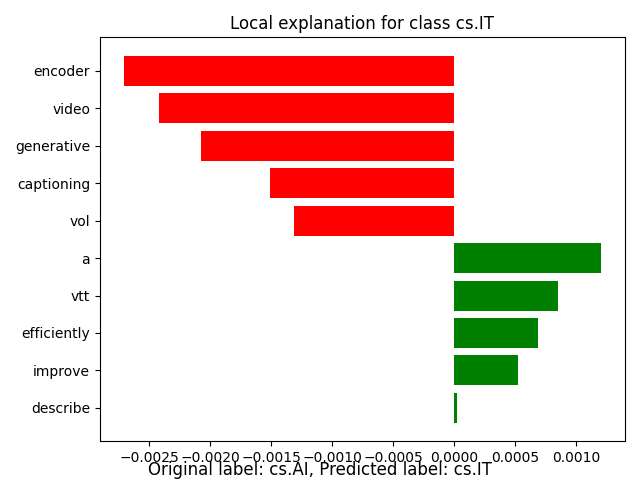 Local explanation for class cs.IT
encoder
video
generative
captioning
vol
a
vtt
efficiently
improve
describe
−0.0025 −0.0020 −0.0015 −0.0010 −0.0005 0.0000 0.0005 0.0010
Original label: cs.AI, Predicted label: cs.IT